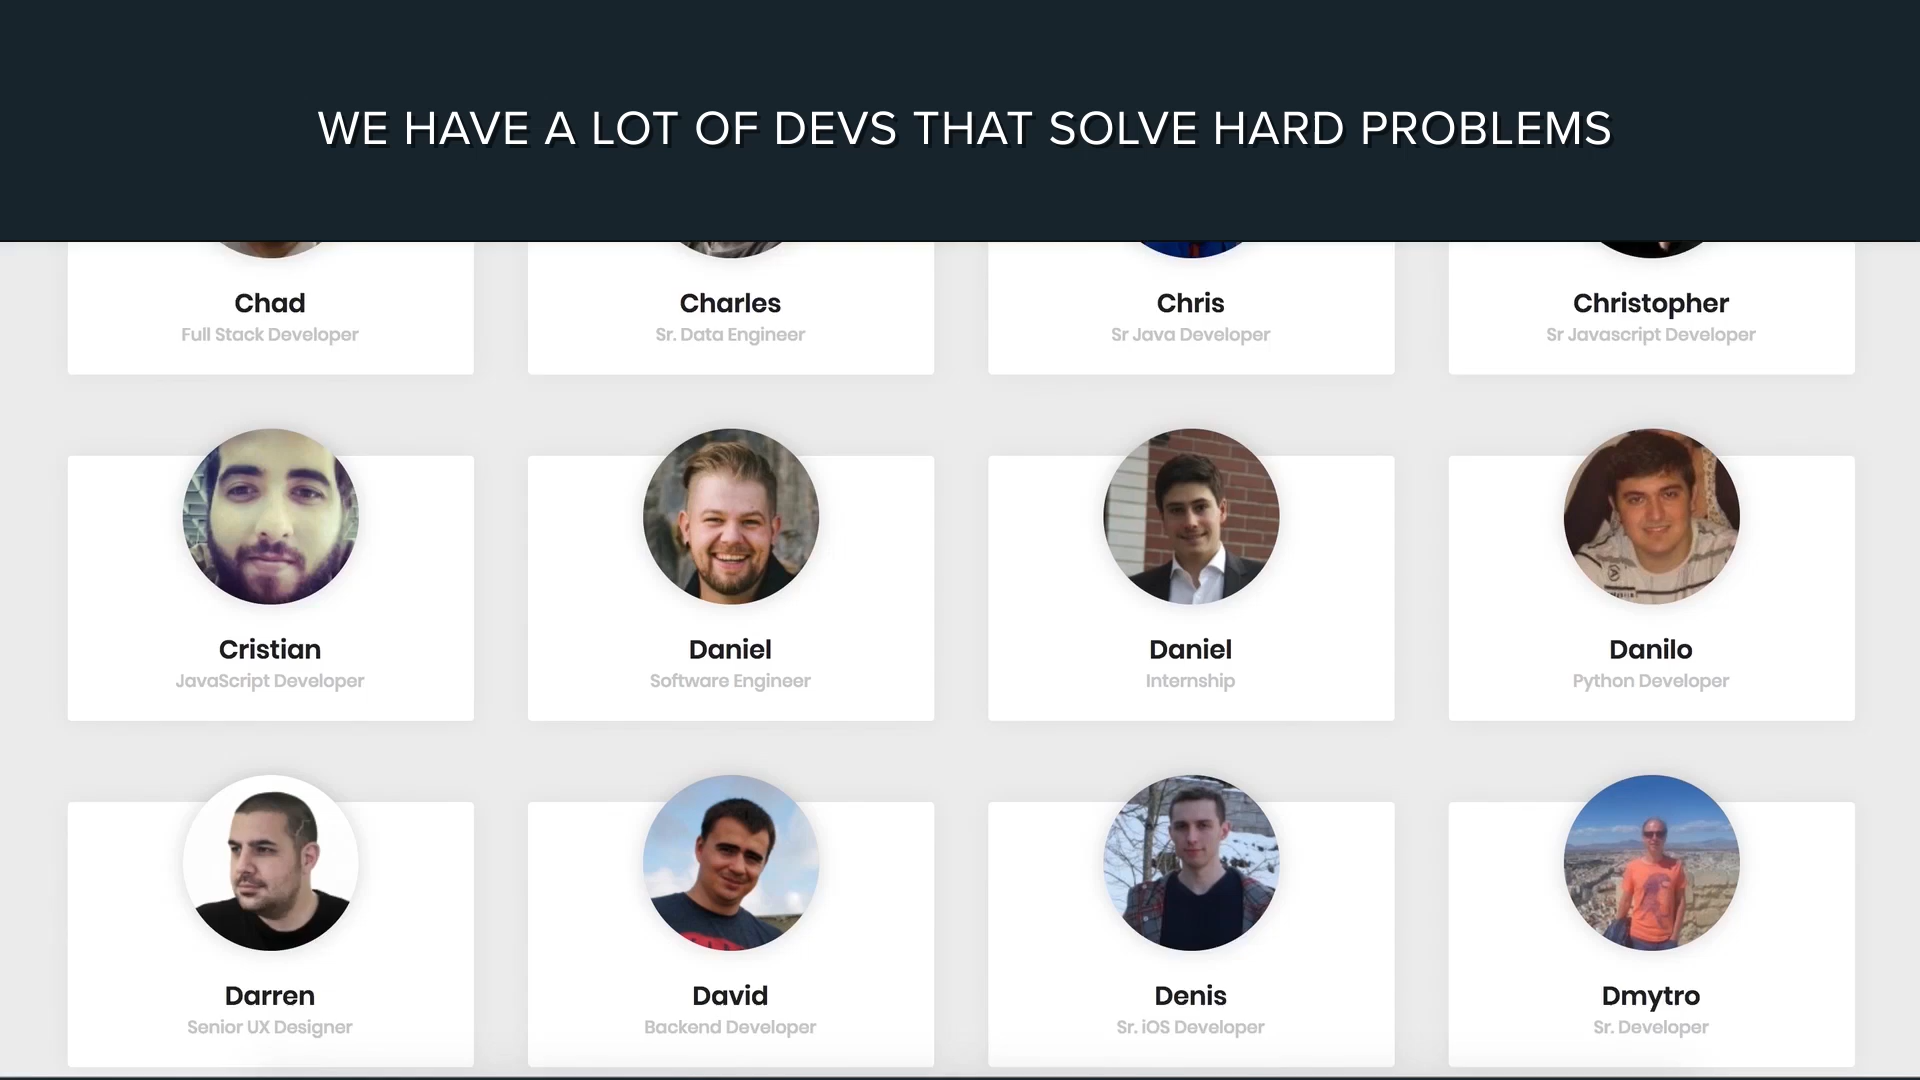 WE HAVE A LOT OF DEVS THAT SOLVE HARD PROBLEMS
Chad
Full Stack Developer
Charles
Sr. Data Engineer
Chris
Sr Java Developer
Christopher
Sr Javascript Developer
Cristian
JavaScript Developer
Daniel
Software Engineer
Daniel
Internship
Danilo
Python Developer
Darren
Senior UX Designer
David
Backend Developer
Denis
Sr. iOS Developer
Dmytro
Sr. Developer